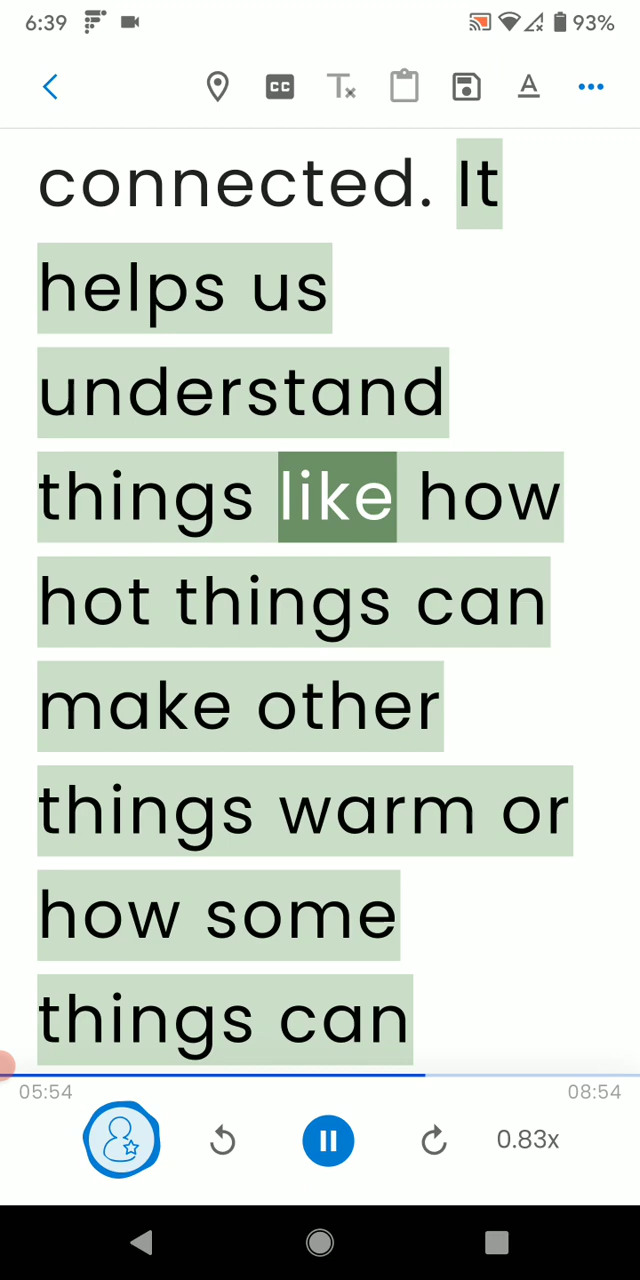 6:39
93%
CC
connected. It
helps us
understand
things like how
hot things can
make other
things warm or
how some
things can
05:54
08:54
0.83x